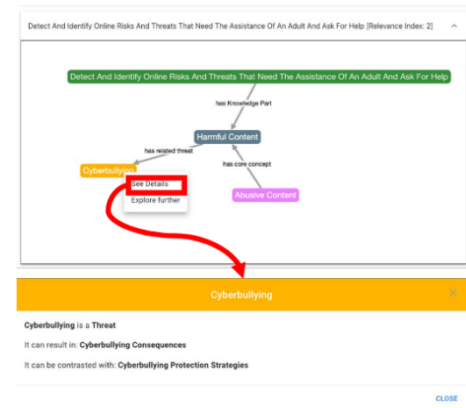 Detect And Identify Online Risks And Threats That Need The Assistance Of An Adult And Ask For Help [Relevance Index: 2]
Detect And Identify Online Risks And Threats That Need The Assistance Of An Adult And Ask For Help
has Knowledge Part
Harmful Content
has related threat
has core concept
Cyberbullying
See Details
Explore further
Abusive Content
Cyberbullying
Cyberbullying is a Threat
It can result in: Cyberbullying Consequences
It can be contrasted with: Cyberbullying Protection Strategies
CLOSE